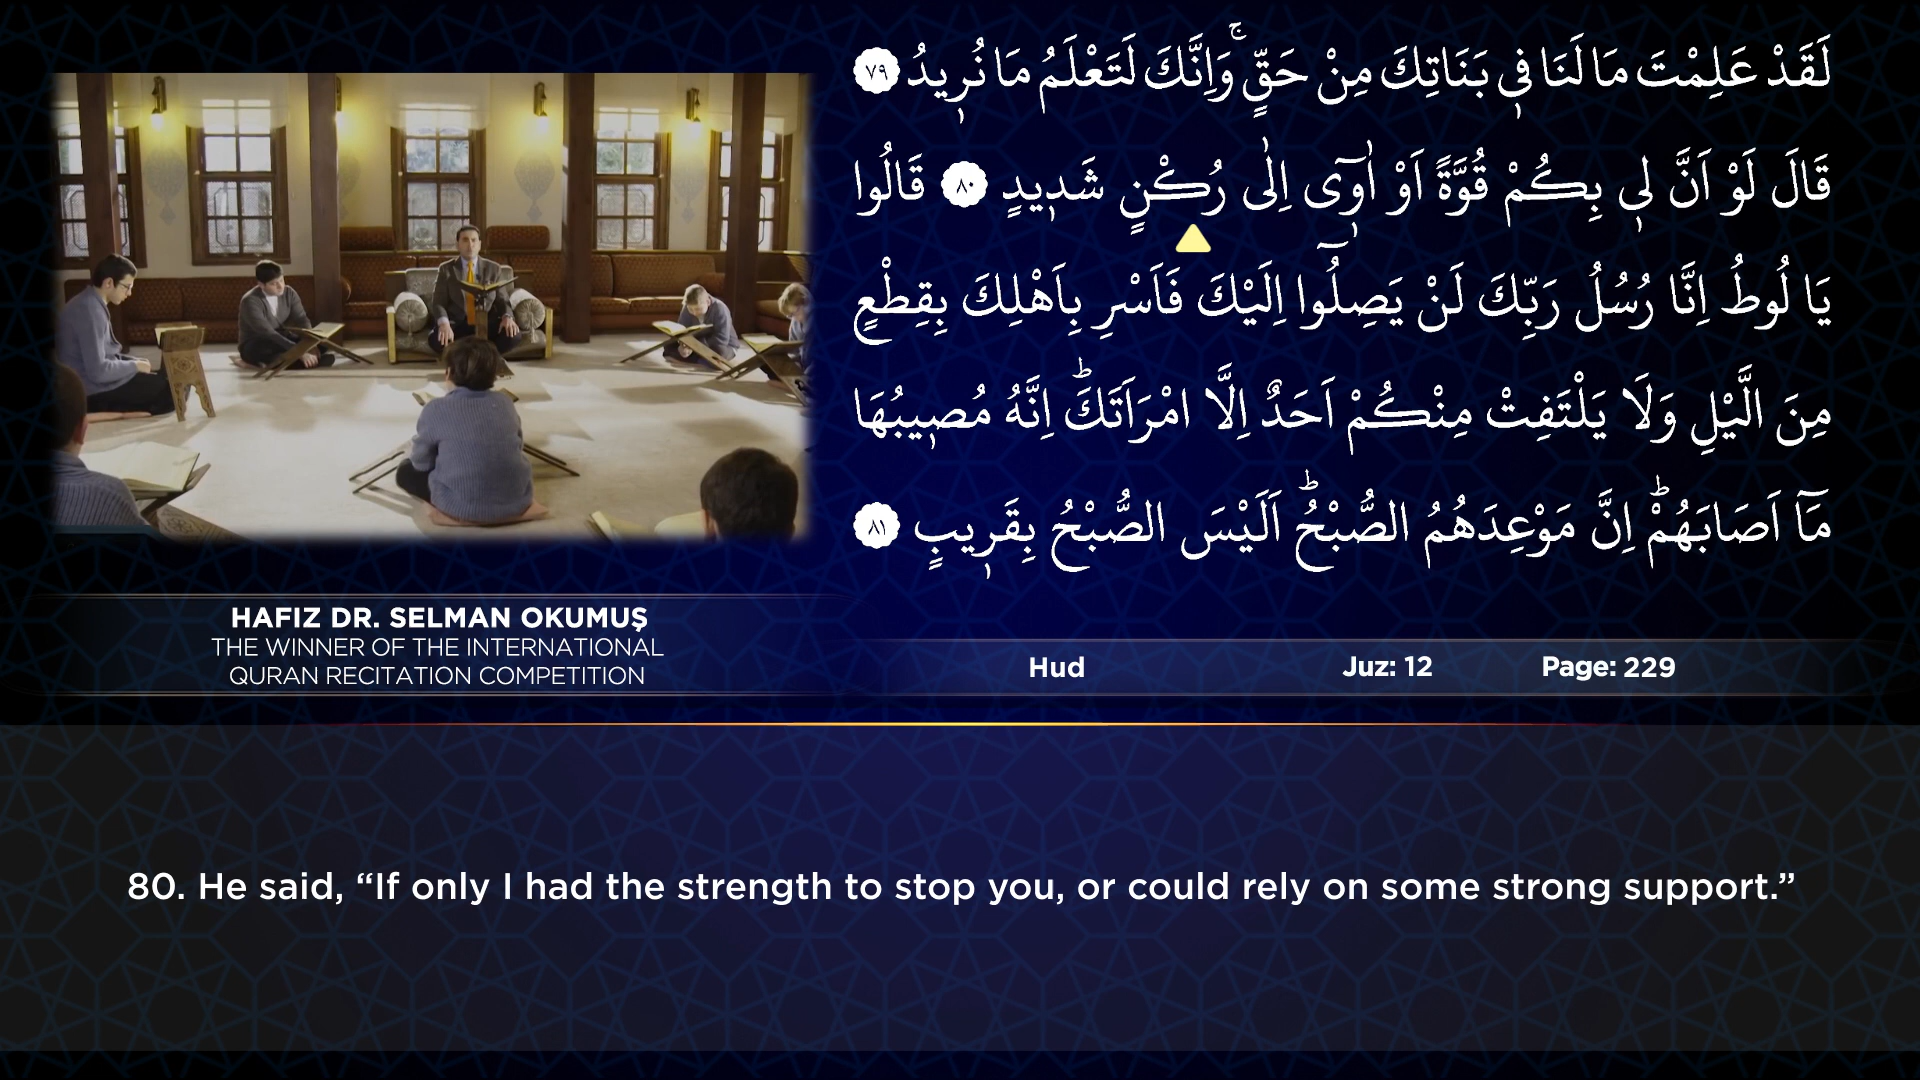 لَقَدْ عَلِمْتَ مَا لَنَا فٖي بَنَاتِكَ مِنْ حَقٍّۚ وَاِنَّكَ لَتَعْلَمُ مَا نُرٖيدُ ٧٩
قَالَ لَوْ اَنَّ لٖي بِكُمْ قُوَّةً اَوْ اٰوٖٓي اِلٰى رُكْنٍ شَدٖيدٍ ٨٠ قَالُوا
يَا لُوطُ اِنَّا رُسُلُ رَبِّكَ لَنْ يَصِلُٓوا اِلَيْكَ فَاَسْرِ بِاَهْلِكَ بِقِطْعٍ
مِنَ الَّيْلِ وَلَا يَلْتَفِتْ مِنْكُمْ اَحَدٌ اِلَّا امْرَاَتَكَؕ اِنَّهُ مُصٖيبُهَا
مَٓا اَصَابَهُمْؕ اِنَّ مَوْعِدَهُمُ الصُّبْحُؕ اَلَيْسَ الصُّبْحُ بِقَرٖيبٍ ٨١
HAFIZ DR. SELMAN OKUMUŞ
THE WINNER OF THE INTERNATIONAL
QURAN RECITATION COMPETITION
Hud Juz: 12 Page: 229
80. He said, “If only I had the strength to stop you, or could rely on some strong support.”